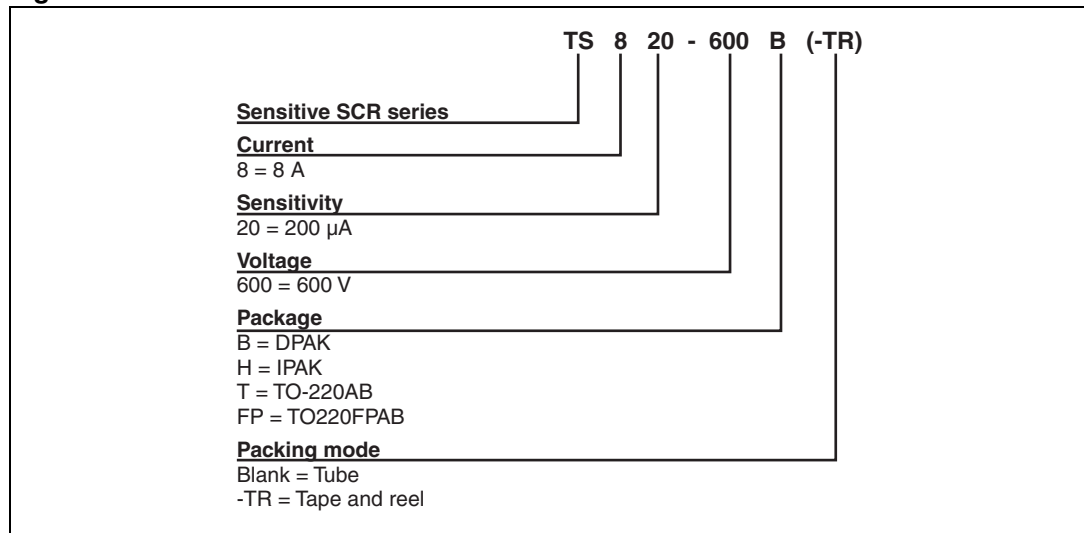 TS 8 20 - 600 B (-TR)
Sensitive SCR series
Current
8 = 8 A
Sensitivity
20 = 200 µA
Voltage
600 = 600 V
Package
B = DPAK
H = IPAK
T = TO-220AB
FP = TO220FPAB
Packing mode
Blank = Tube
-TR = Tape and reel